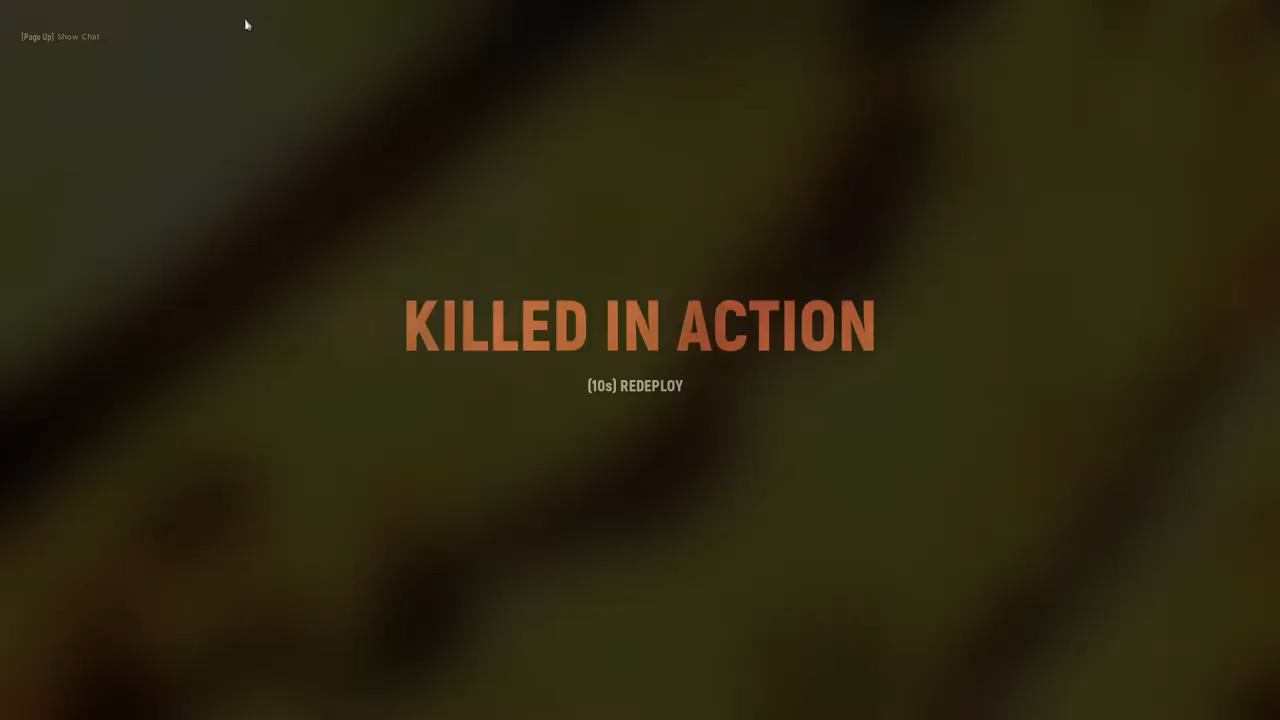 [Page Up] Show Chat
KILLED IN ACTION
(10s) REDEPLOY